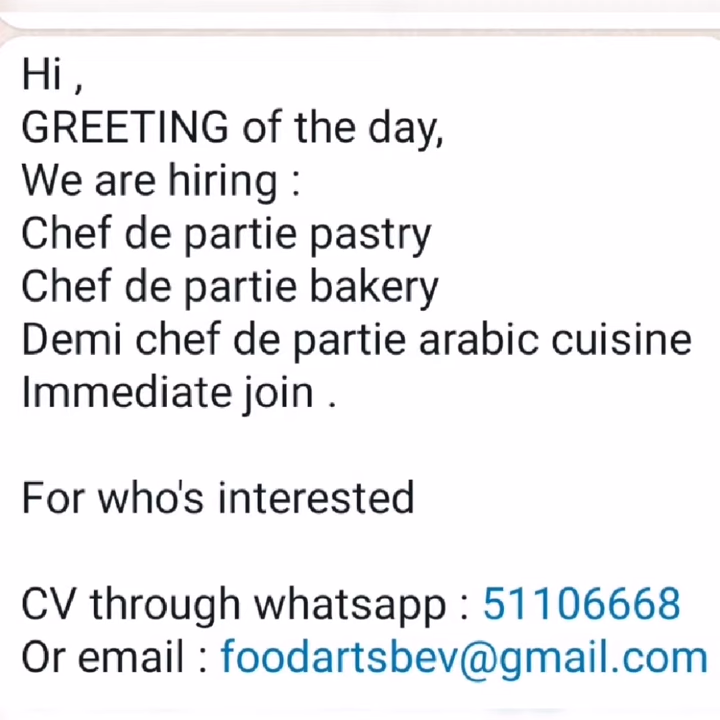 Hi ,
GREETING of the day,
We are hiring :
Chef de partie pastry
Chef de partie bakery
Demi chef de partie arabic cuisine
Immediate join .
For who's interested
CV through whatsapp : 51106668
Or email : foodartsbev@gmail.com